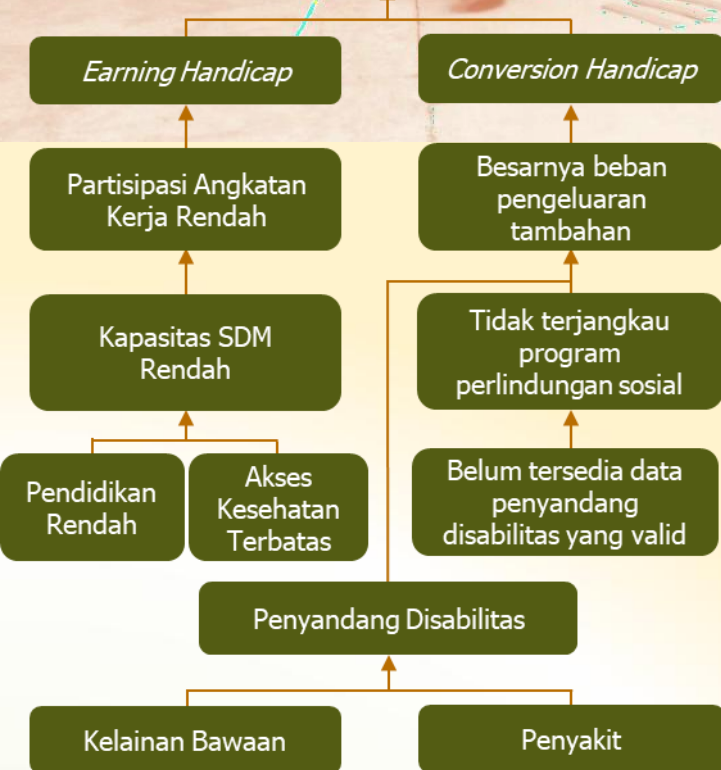 Earning Handicap
Conversion Handicap
Partisipasi Angkatan
Kerja Rendah
Besarnya beban
pengeluaran
tambahan
Kapasitas SDM
Rendah
Tidak terjangkau
program
perlindungan sosial
Pendidikan
Rendah
Akses
Kesehatan
Terbatas
Belum tersedia data
penyandang
disabilitas yang valid
Penyandang Disabilitas
Kelainan Bawaan
Penyakit